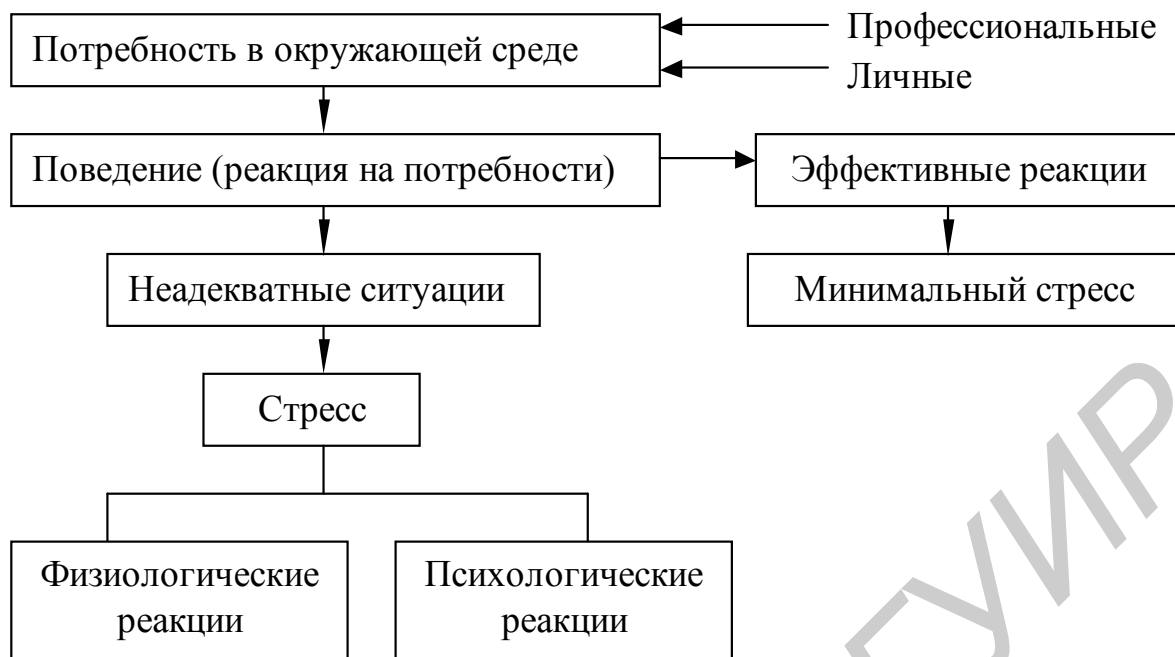 Потребность в окружающей среде
Профессиональные
Личные
Поведение (реакция на потребности)
Эффективные реакции
Неадекватные ситуации
Минимальный стресс
Стресс
Физиологические
реакции
Психологические
реакции
ГУИР